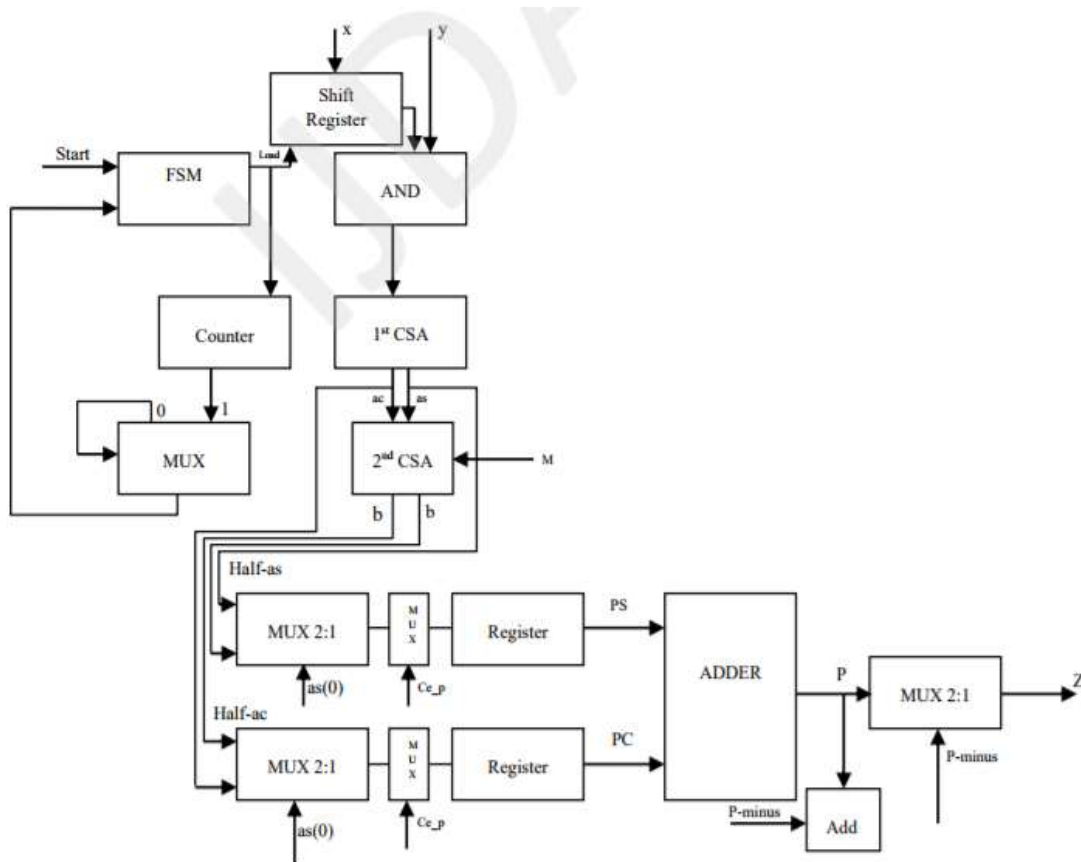 x
y
Shift
Register
Start
Load
FSM
AND
Counter
1st CSA
0
1
ac
as
MUX
2nd CSA
M
b
b
Half-as
MUX 2:1
M
U
X
Register
PS
ADDER
as(0)
Ce_p
P
MUX 2:1
Z
Half-ac
MUX 2:1
M
U
X
Register
PC
P-minus
P-minus
Add
as(0)
Ce_p